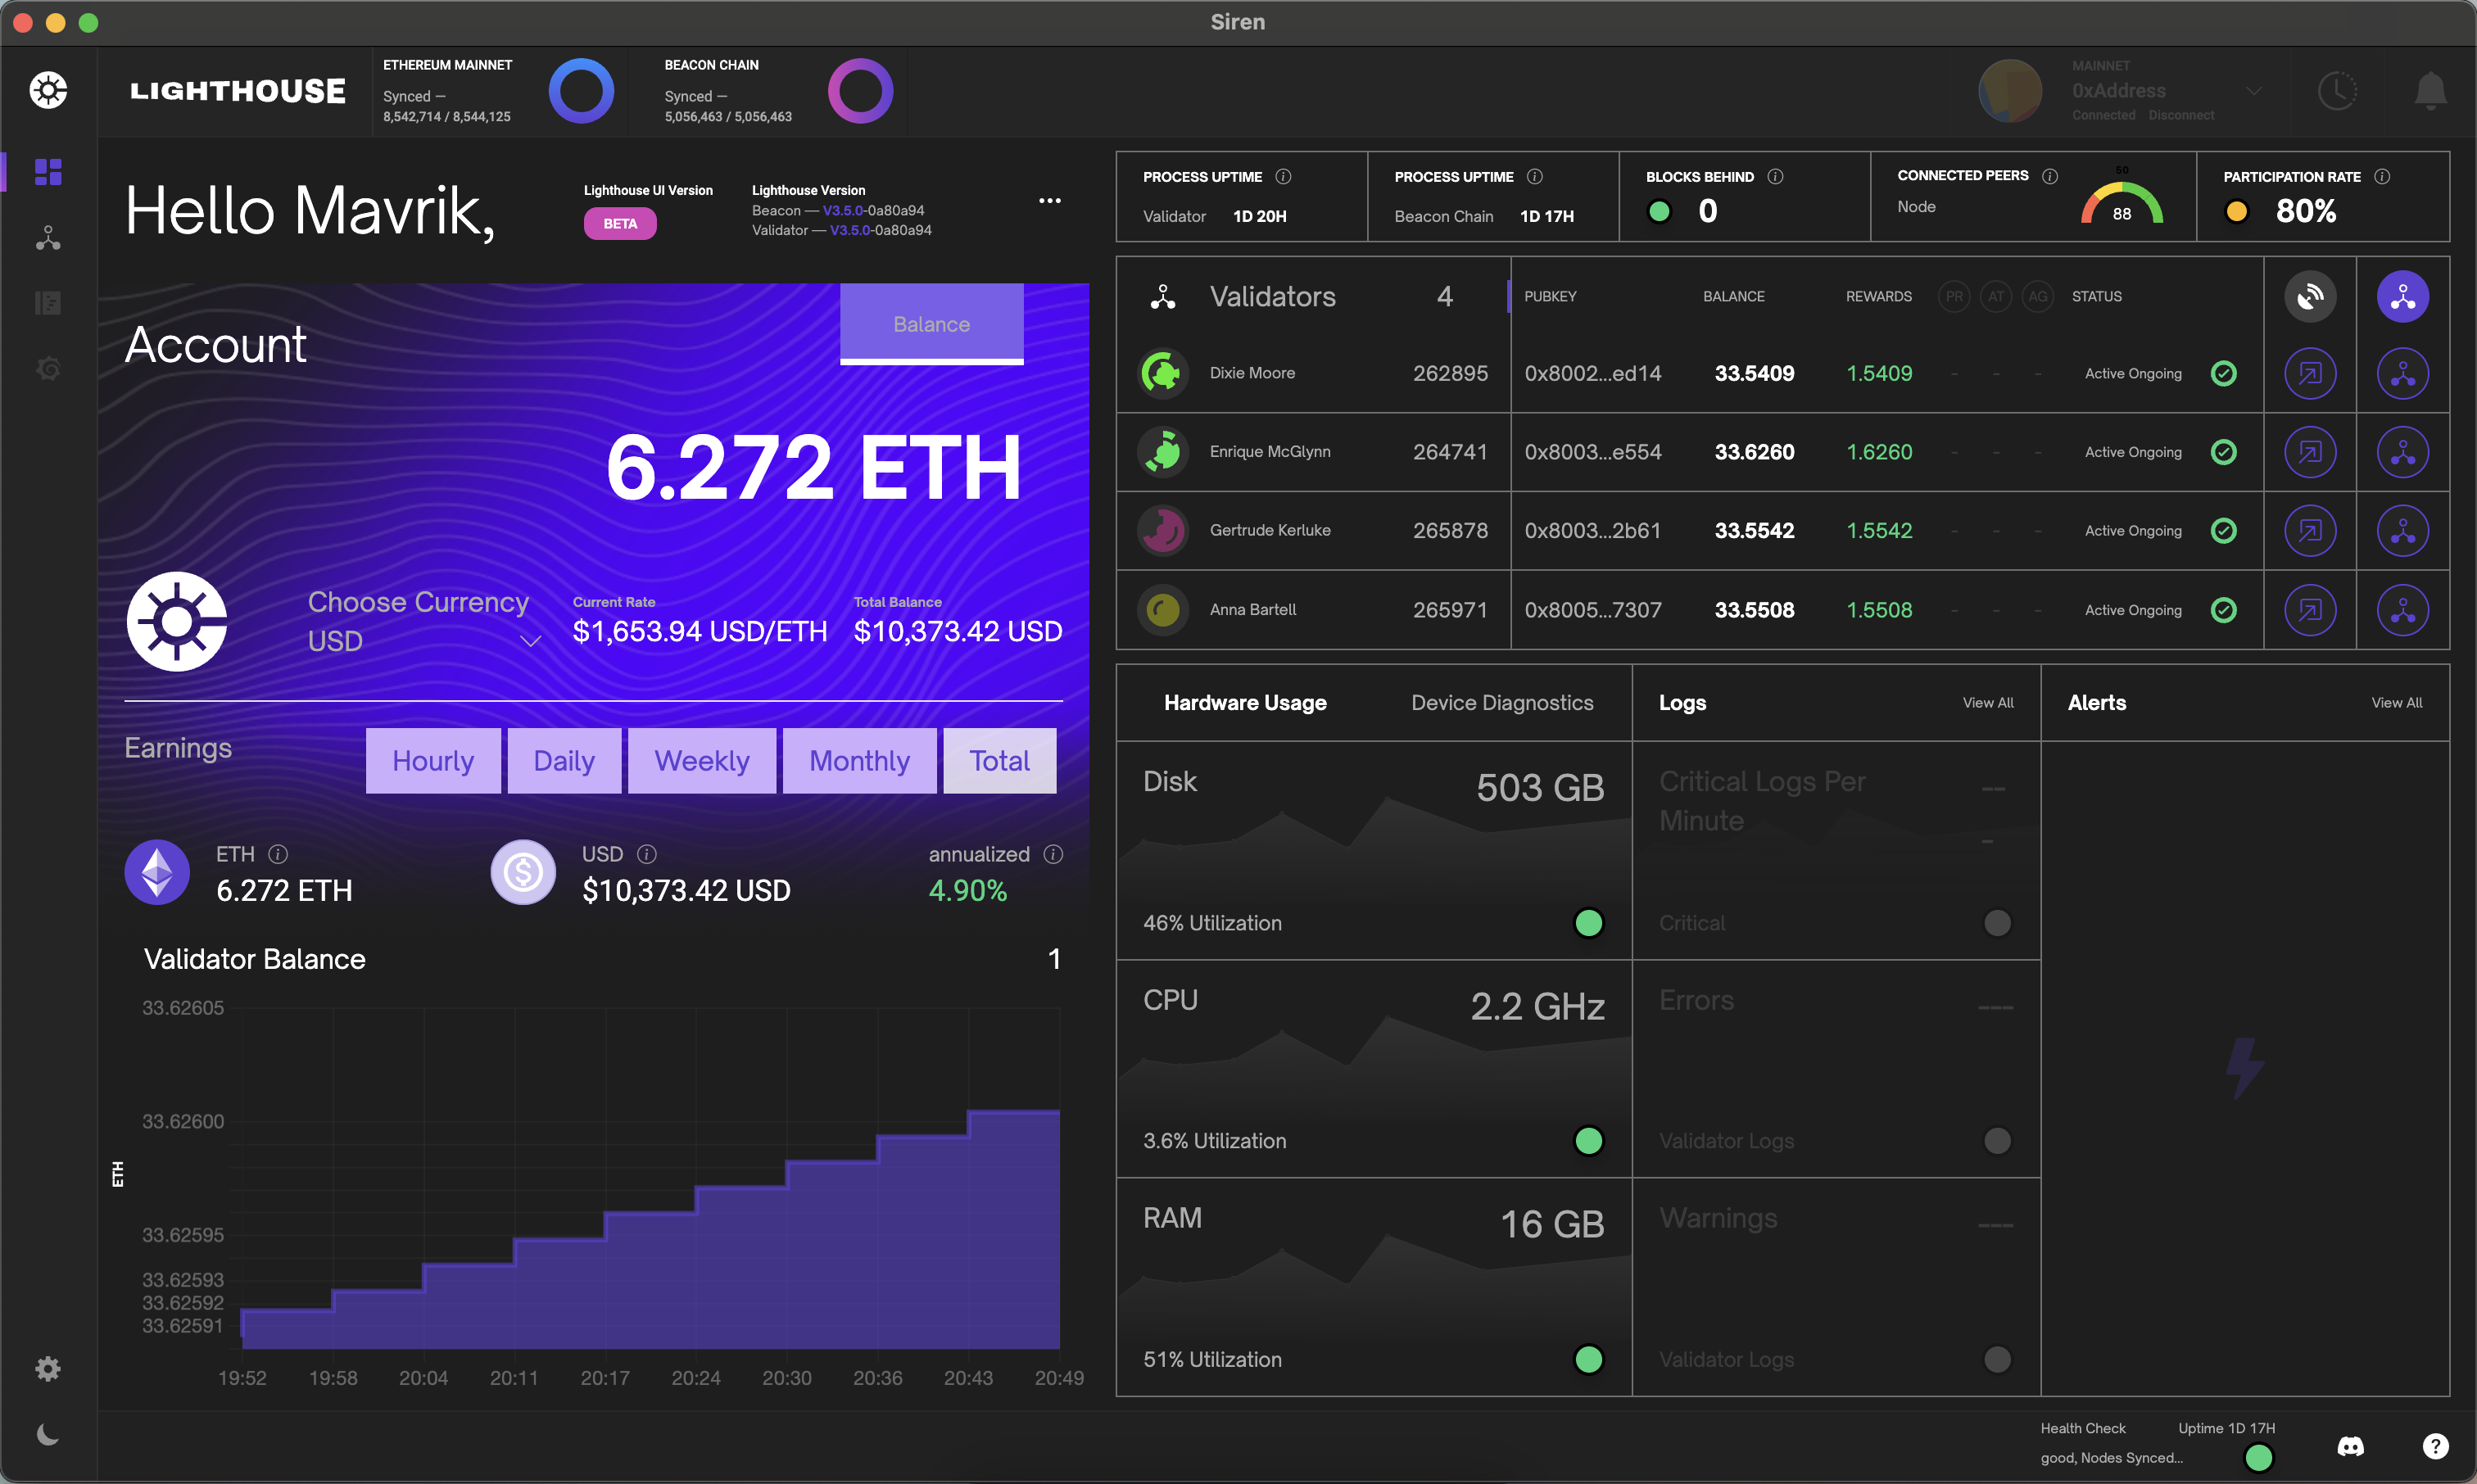 Siren
LIGHTHOUSE
ETHEREUM MAINNET
Synced —
8,542,714 / 8,544,125
BEACON CHAIN
Synced —
5,056,463 / 5,056,463
MAINNET
0xAddress
Connected Disconnect
Hello Mavrik,
Lighthouse UI Version
BETA
Lighthouse Version
Beacon — V3.5.0-0a80a94
Validator — V3.5.0-0a80a94
PROCESS UPTIME
Validator 1D 20H
PROCESS UPTIME
Beacon Chain 1D 17H
BLOCKS BEHIND
0
CONNECTED PEERS
Node
50
88
PARTICIPATION RATE
80%
Account
Balance
6.272 ETH
Choose Currency
USD
Current Rate
$1,653.94 USD/ETH
Total Balance
$10,373.42 USD
Earnings
Hourly Daily Weekly Monthly Total
ETH
6.272 ETH
USD
$10,373.42 USD
annualized
4.90%
Validator Balance 1
33.62605
33.62600
33.62595
33.62593
33.62592
33.62591
ETH
19:52 19:58 20:04 20:11 20:17 20:24 20:30 20:36 20:43 20:49
Validators 4 PUBKEY BALANCE REWARDS PR AT AG STATUS
Dixie Moore 262895 0x8002...ed14 33.5409 1.5409 - - - Active Ongoing
Enrique McGlynn 264741 0x8003...e554 33.6260 1.6260 - - - Active Ongoing
Gertrude Kerluke 265878 0x8003...2b61 33.5542 1.5542 - - - Active Ongoing
Anna Bartell 265971 0x8005...7307 33.5508 1.5508 - - - Active Ongoing
Hardware Usage Device Diagnostics
Disk 503 GB
46% Utilization
CPU 2.2 GHz
3.6% Utilization
RAM 16 GB
51% Utilization
Logs View All
Critical Logs Per
Minute
--
-
Critical
Errors ---
Validator Logs
Warnings ---
Validator Logs
Alerts View All
Health Check Uptime 1D 17H
good, Nodes Synced...
?